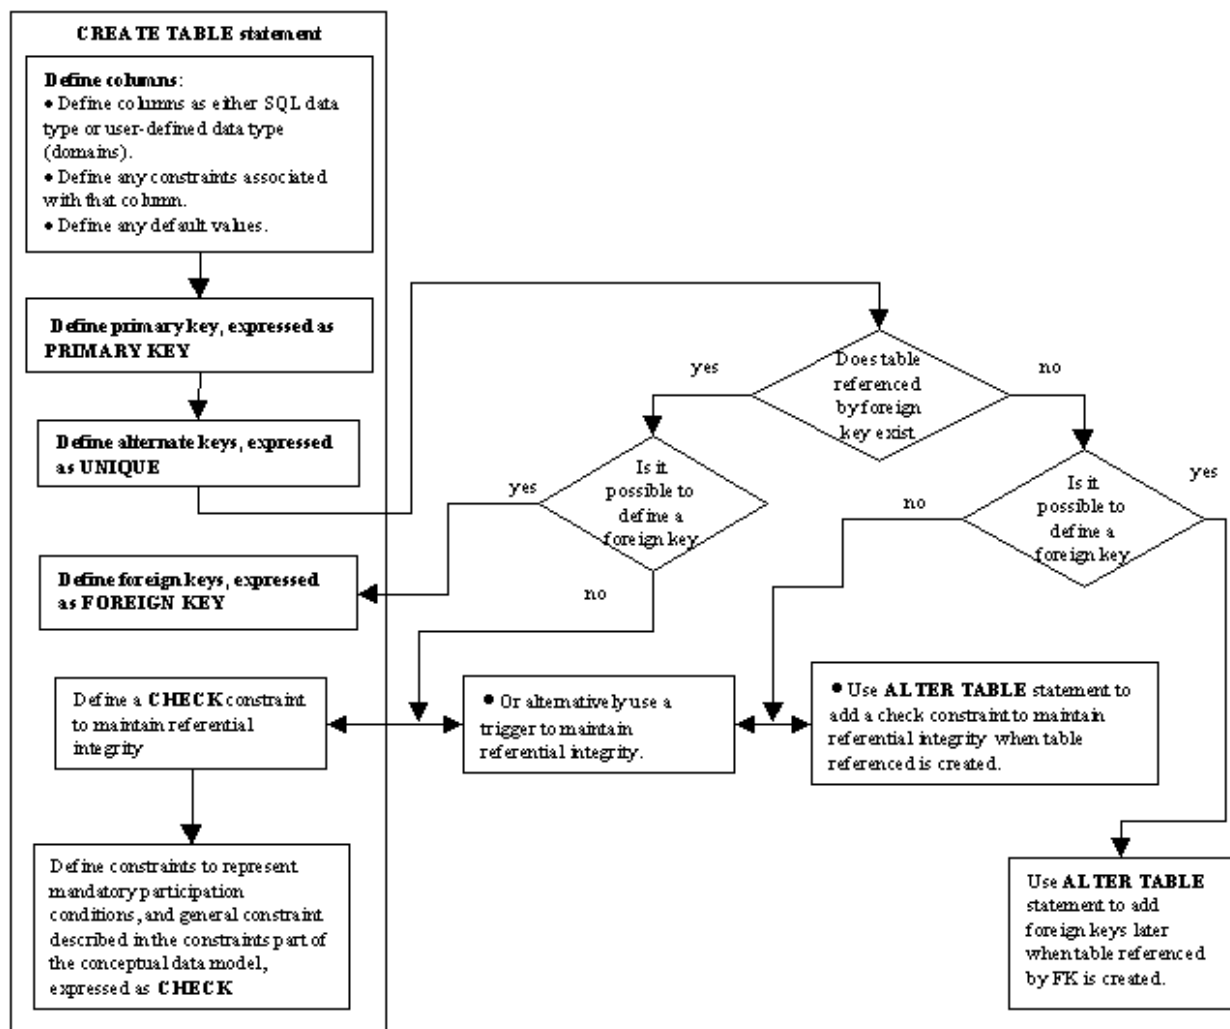 CREATE TABLE statement
Define columns:
● Define columns as either SQL data
type or user-defined data type
(domains).
● Define any constraints associated
with that column.
● Define any default values.
Define primary key, expressed as
PRIMARY KEY
Define alternate keys, expressed
as UNIQUE
Define foreign keys, expressed
as FOREIGN KEY
Define a CHECK constraint
to maintain referential
integrity
Define constraints to represent
mandatory participation
conditions, and general constraint
described in the constraints part of
the conceptual data model,
expressed as CHECK
Does table
referenced
by foreign
key exist
yes
no
Is it
possible to
define a
foreign key
yes
no
Is it
possible to
define a
foreign key
no
yes
● Or alternatively use a
trigger to maintain
referential integrity.
● Use ALTER TABLE statement to
add a check constraint to maintain
referential integrity when table
referenced is created.
Use ALTER TABLE
statement to add
foreign keys later
when table referenced
by FK is created.